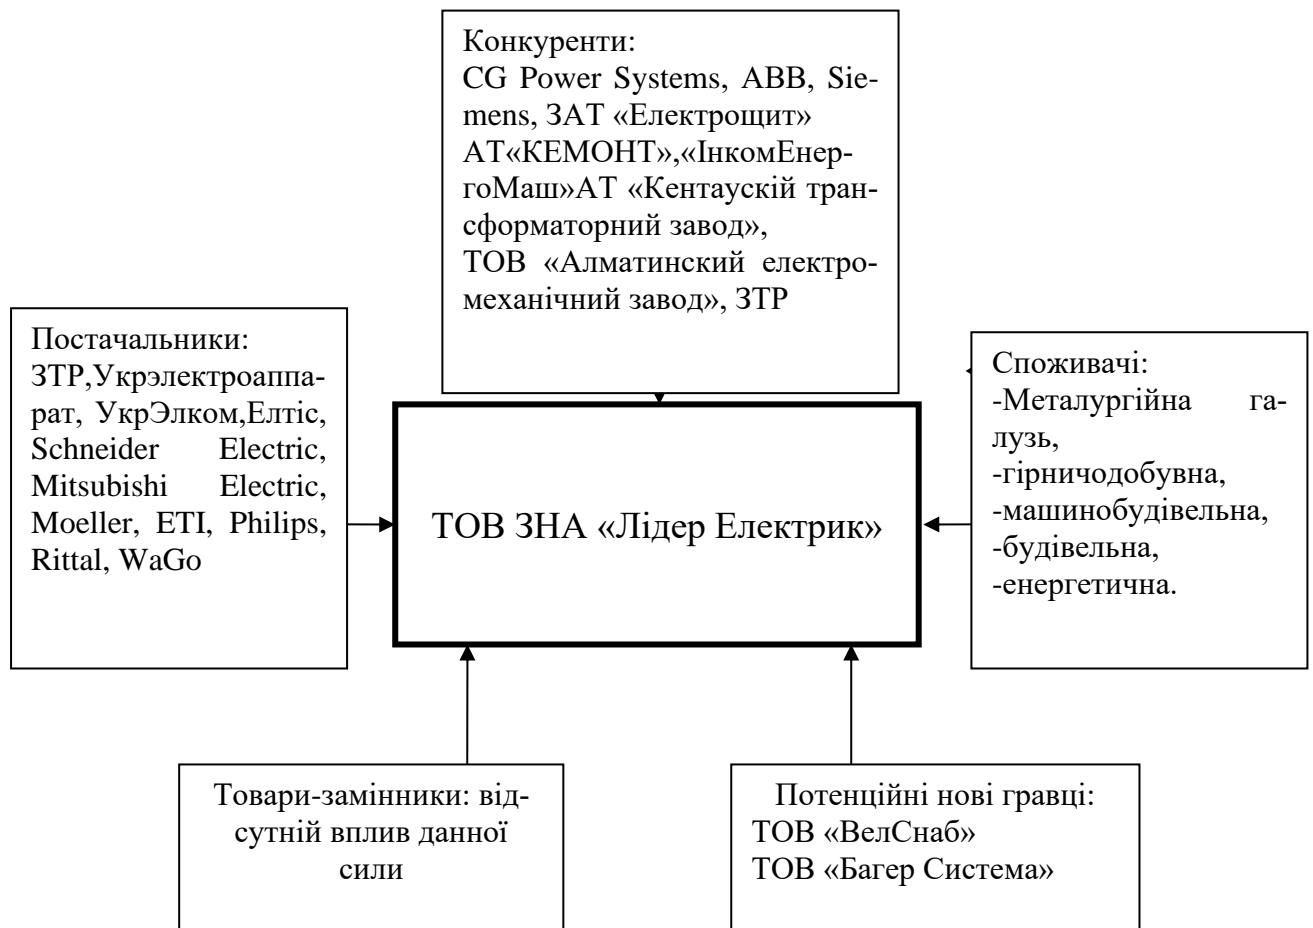 Конкуренти:
CG Power Systems, ABB, Sie-
mens, ЗАТ «Електрощит»
АТ«КЕМОНТ»,«ІнкомЕнер-
гоМаш»АТ «Кентаускій тран-
сформаторний завод»,
ТОВ «Алматинский електро-
механічний завод», ЗТР
Постачальники:
ЗТР,Укрэлектроаппа-
рат, УкрЭлком,Елтіс,
Schneider Electric,
Mitsubishi Electric,
Moeller, ETI, Philips,
Rittal, WaGo
ТОВ ЗНА «Лідер Електрик»
Споживачі:
-Металургійна га-
лузь,
-гірничодобувна,
-машинобудівельна,
-будівельна,
-енергетична.
Товари-замінники: від-
сутній вплив данної
сили
Потенційні нові гравці:
ТОВ «ВелСнаб»
ТОВ «Багер Система»